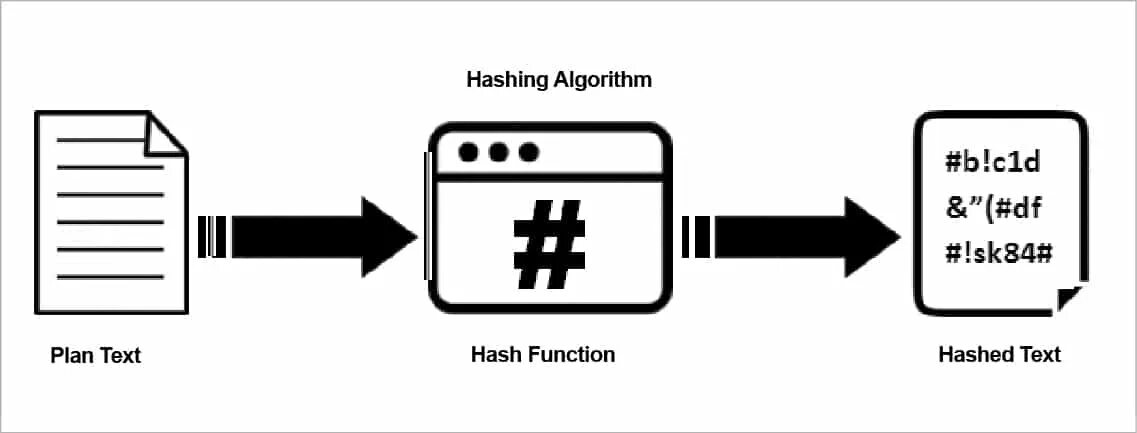 Hashing Algorithm
#
#b!c1d
&”(#df
#!sk84#
Plan Text
Hash Function
Hashed Text